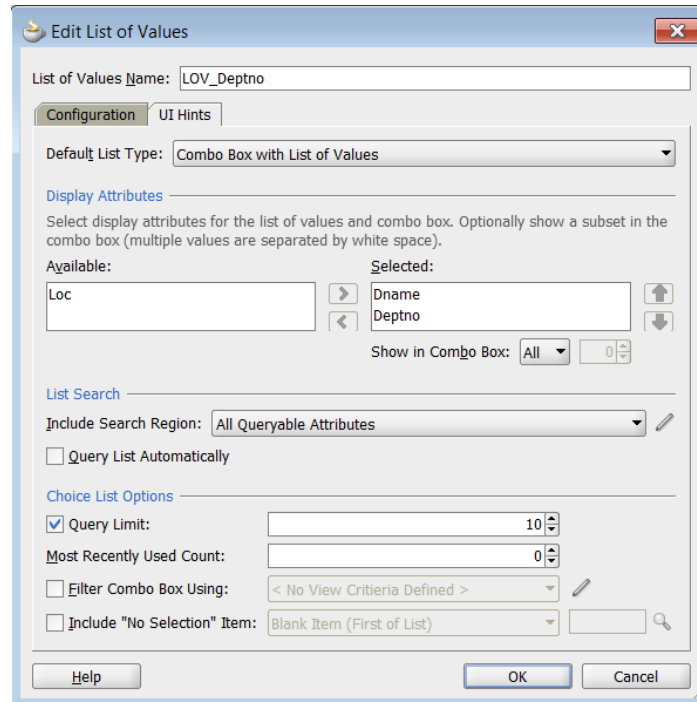 Edit List of Values
List of Values Name: LOV_Deptno
Configuration UI Hints
Default List Type: Combo Box with List of Values
Display Attributes
Select display attributes for the list of values and combo box. Optionally show a subset in the
combo box (multiple values are separated by white space).
Available: Selected:
Loc Dname
Deptno
Show in Combo Box: All 0
List Search
Include Search Region: All Queryable Attributes
Query List Automatically
Choice List Options
Query Limit: 10
Most Recently Used Count: 0
Filter Combo Box Using: < No View Critieria Defined >
Include "No Selection" Item: Blank Item (First of List)
Help OK Cancel